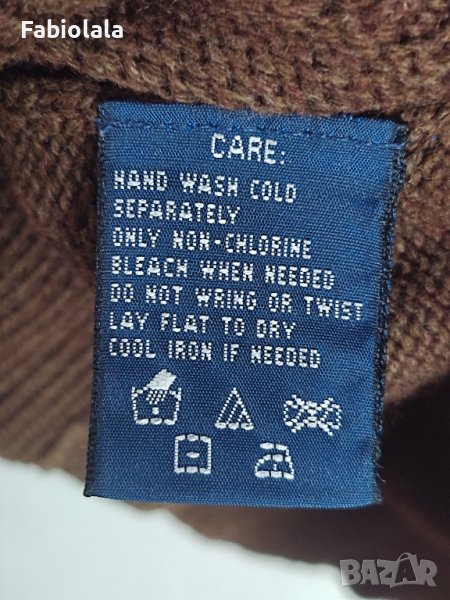 Fabiolala
CARE:
HAND WASH COLD
SEPARATELY
ONLY NON-CHLORINE
BLEACH WHEN NEEDED
DO NOT WRING OR TWIST
LAY FLAT TO DRY
COOL IRON IF NEEDED
BAZAR